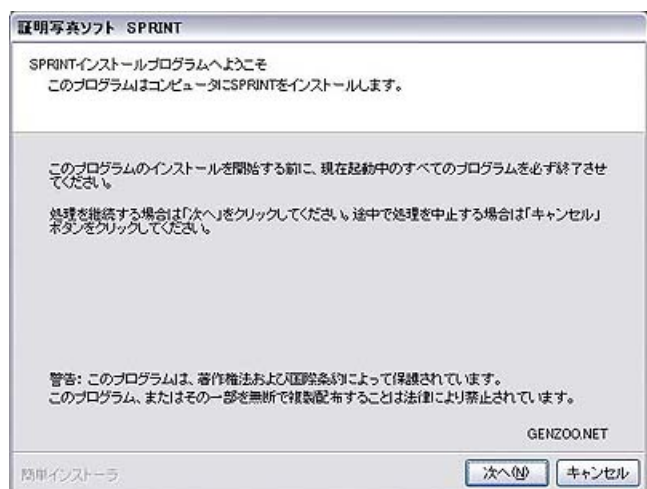 証明写真ソフト SPRINT
SPRINTインストールプログラムへようこそ
このプログラムはコンピュータにSPRINTをインストールします。
このプログラムのインストールを開始する前に、現在起動中のすべてのプログラムを必ず終了させ
てください。
処理を継続する場合は「次へ」をクリックしてください。途中で処理を中止する場合は「キャンセル」
ボタンをクリックしてください。
警告: このプログラムは、著作権法および国際条約によって保護されています。
このプログラム、またはその一部を無断で複製配布することは法律により禁止されています。
GENZOO.NET
簡単インストーラ
次へ(N)
キャンセル